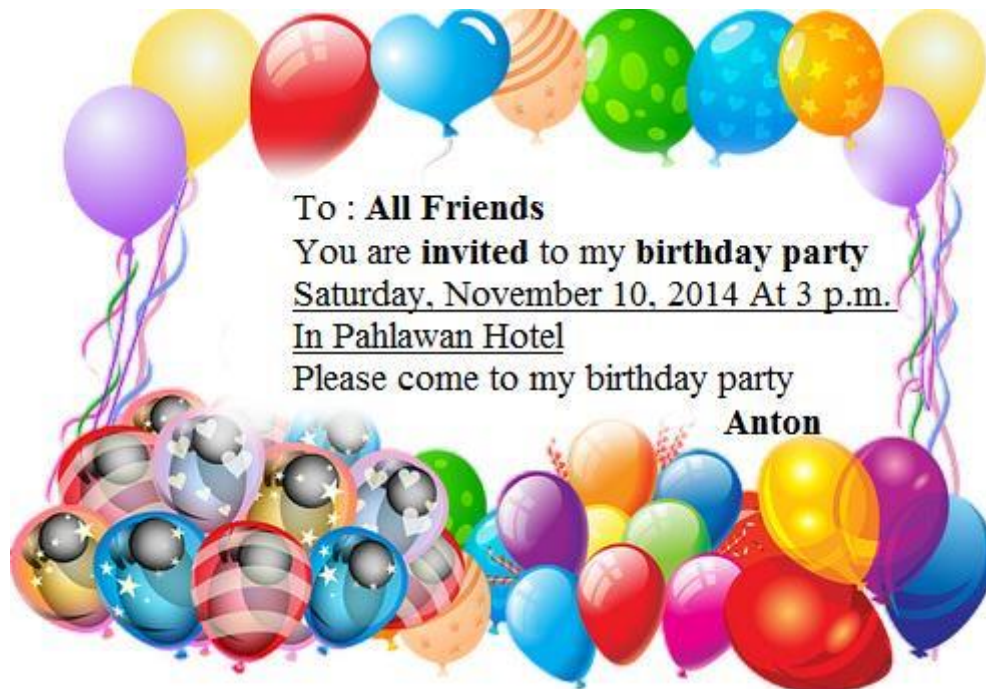 To : All Friends
You are invited to my birthday party
Saturday, November 10, 2014 At 3 p.m.
In Pahlawan Hotel
Please come to my birthday party
Anton